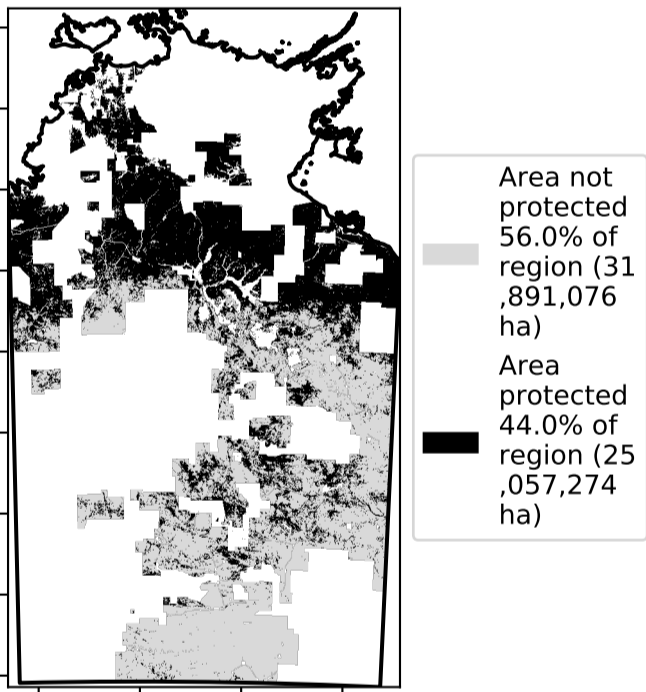 Area not
protected
56.0% of
region (31
,891,076
ha)
Area
protected
44.0% of
region (25
,057,274
ha)